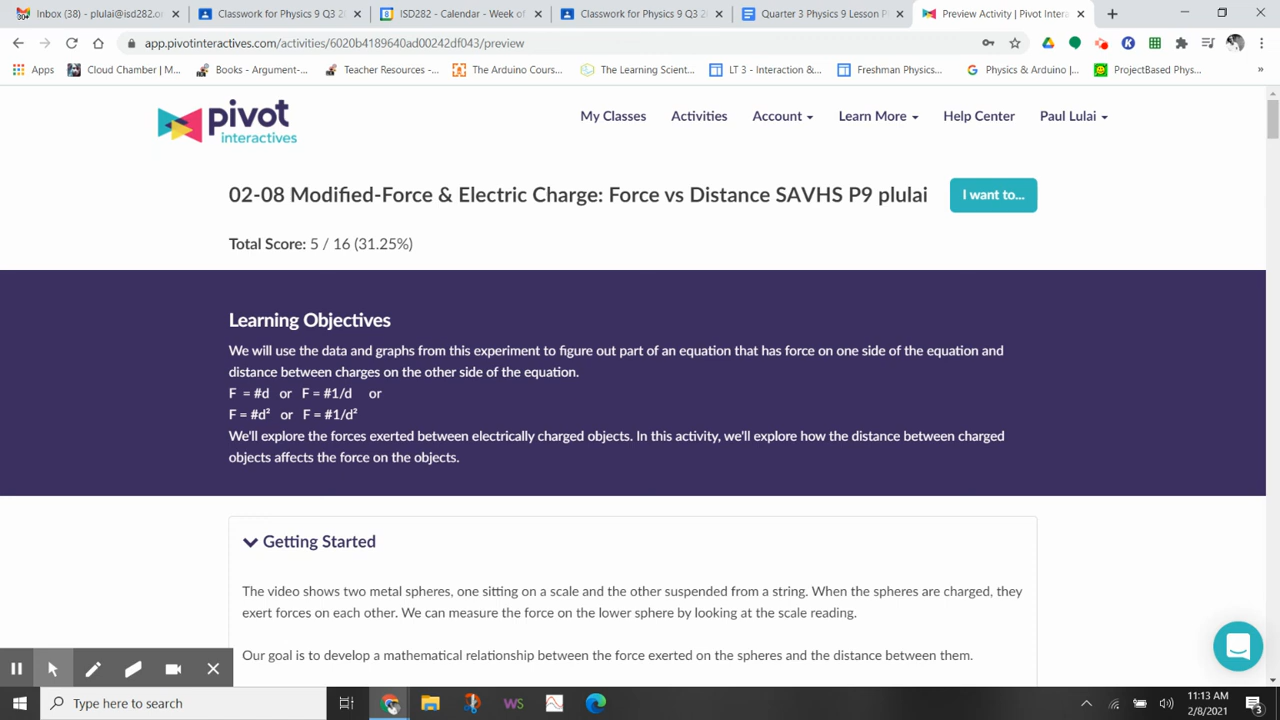 Inbox (38) - plulai@isd282.o
Classwork for Physics 9 Q3 2
ISD282 - Calendar - Week of
Classwork for Physics 9 Q3 2
Quarter 3 Physics 9 Lesson P
Preview Activity | Pivot Intera
app.pivotinteractives.com/activities/6020b4189640ad00242df043/preview
Apps
Cloud Chamber | M...
Books - Argument-...
Teacher Resources -...
The Arduino Cours...
The Learning Scient...
LT 3 - Interaction &...
Freshman Physics...
Physics & Arduino |...
ProjectBased Phys...
»
pivot
interactives
My Classes
Activities
Account
Learn More
Help Center
Paul Lulai
02-08 Modified-Force & Electric Charge: Force vs Distance SAVHS P9 plulai
I want to...
Total Score: 5 / 16 (31.25%)
Learning Objectives
We will use the data and graphs from this experiment to figure out part of an equation that has force on one side of the equation and
distance between charges on the other side of the equation.
F = #d or F = #1/d or
F = #d² or F = #1/d²
We'll explore the forces exerted between electrically charged objects. In this activity, we'll explore how the distance between charged
objects affects the force on the objects.
Getting Started
The video shows two metal spheres, one sitting on a scale and the other suspended from a string. When the spheres are charged, they
exert forces on each other. We can measure the force on the lower sphere by looking at the scale reading.
Our goal is to develop a mathematical relationship between the force exerted on the spheres and the distance between them.
Type here to search
11:13 AM
2/8/2021
3